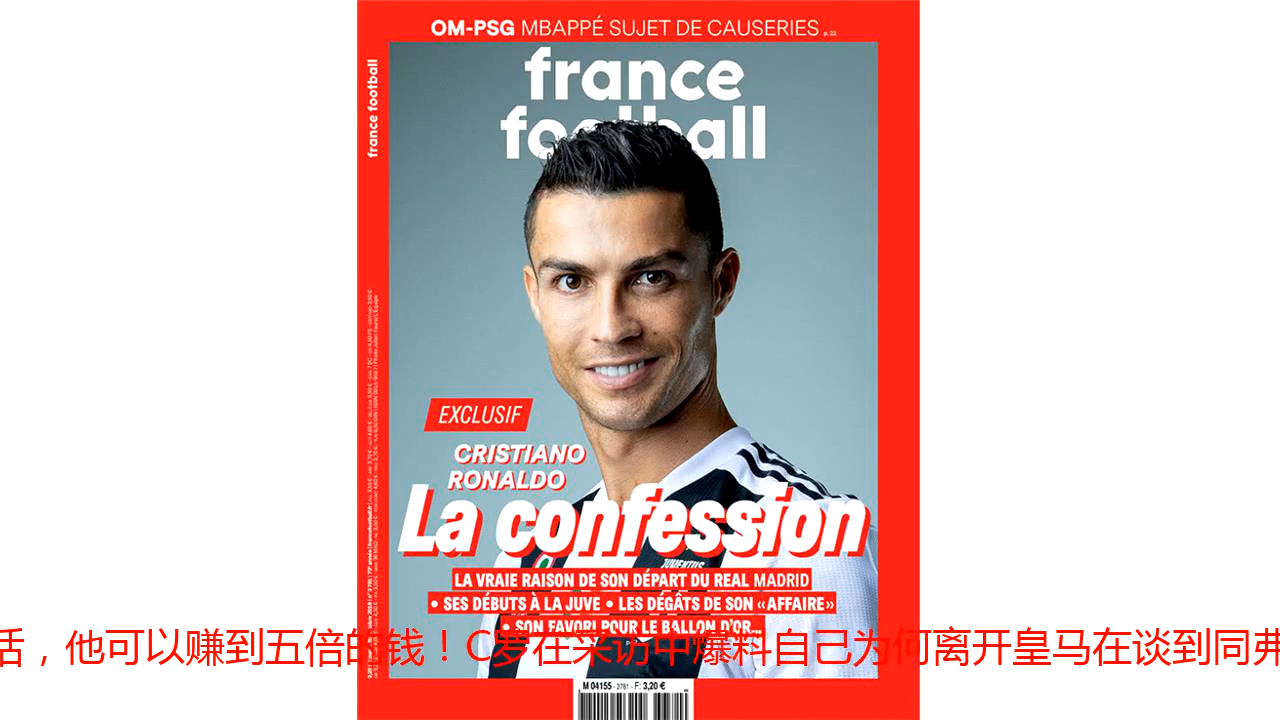 OM-PSG MBAPPÉ SUJET DE CAUSERIES p.22
france football
france
football
EXCLUSIF
CRISTIANO
RONALDO
La confession
JUVENTUS
LA VRAIE RAISON DE SON DÉPART DU REAL MADRID
• SES DÉBUTS À LA JUVE • LES DÉGÂTS DE SON «AFFAIRE»
• SON FAVORI POUR LE BALLON D'OR...
活，他可以赚到五倍的钱！C罗在采访中爆料自己为何离开皇马在谈到同弗
M 04155 - 3781 - F: 3,20 €